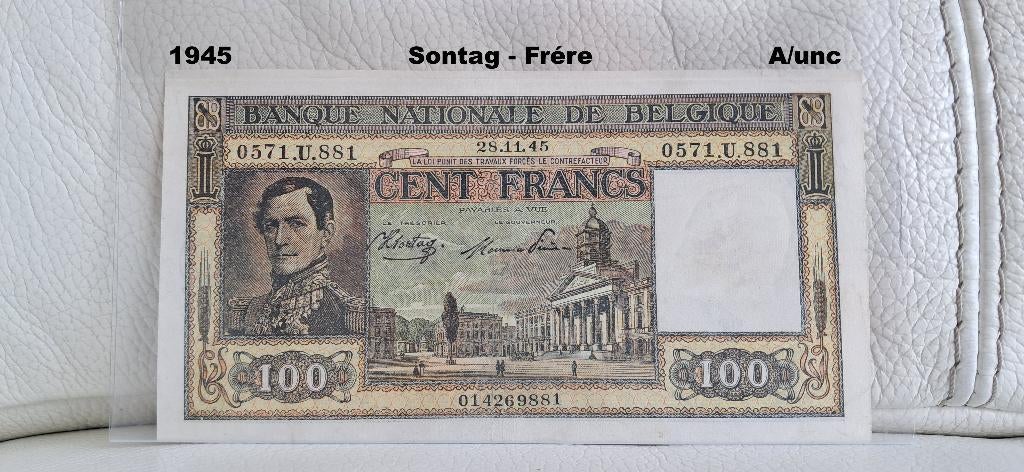 1945 Sontag - Frére A/unc
BANQUE NATIONALE DE BELGIQUE
0571.U.881 28.11.45 0571.U.881
LA LOI PUNIT DES TRAVAUX FORCÉS LE CONTREFACTEUR
CENT FRANCS
PAYABLES A VUE
LE TRÉSORIER LE GOUVERNEUR
100 100
014269881